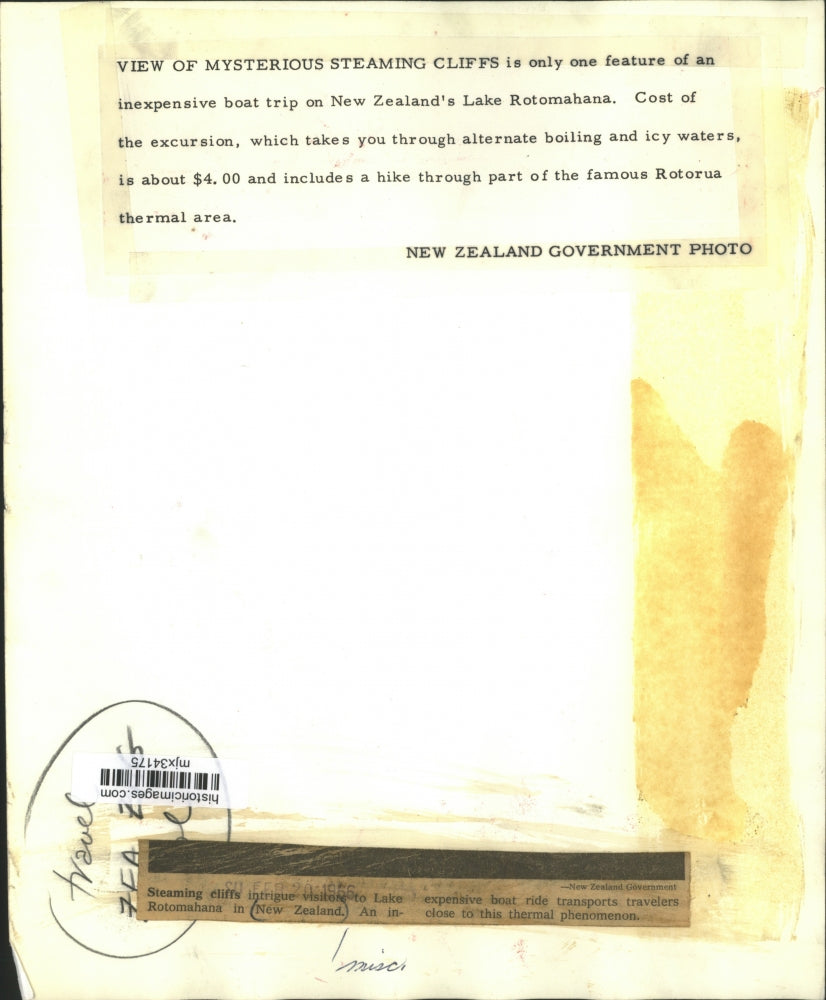 VIEW OF MYSTERIOUS STEAMING CLIFFS is only one feature of an
inexpensive boat trip on New Zealand's Lake Rotomahana. Cost of
the excursion, which takes you through alternate boiling and icy waters,
is about $4.00 and includes a hike through part of the famous Rotorua
thermal area.
NEW ZEALAND GOVERNMENT PHOTO
mjx34175
historicimages.com
travel
SU FEB 20 1966
—New Zealand Government
Steaming cliffs intrigue visitors to Lake
Rotomahana in (New Zealand.) An in-
expensive boat ride transports travelers
close to this thermal phenomenon.
misc.